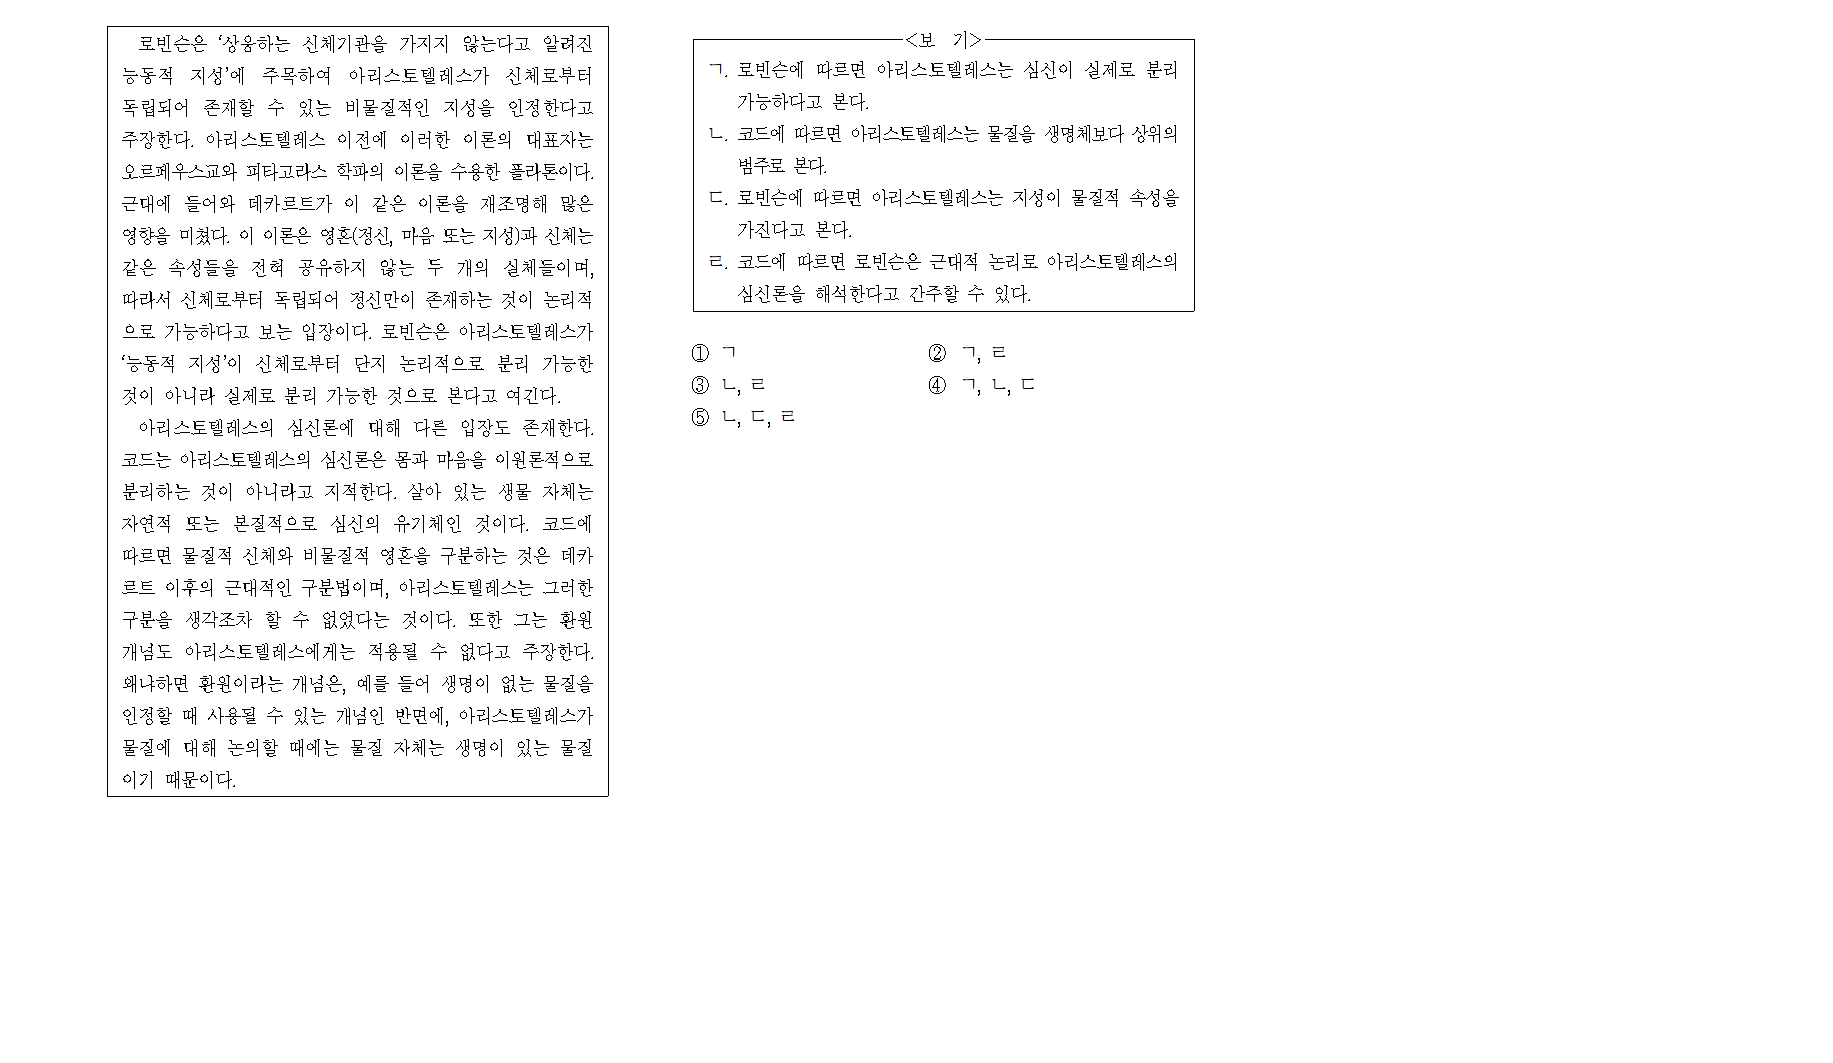 로빈슨은 ‘상응하는 신체기관을 가지지 않는다고 알려진
능동적 지성’에 주목하여 아리스토텔레스가 신체로부터
독립되어 존재할 수 있는 비물질적인 지성을 인정한다고
주장한다. 아리스토텔레스 이전에 이러한 이론의 대표자는
오르페우스교와 피타고라스 학파의 이론을 수용한 플라톤이다.
근대에 들어와 데카르트가 이 같은 이론을 재조명해 많은
영향을 미쳤다. 이 이론은 영혼(정신, 마음 또는 지성)과 신체는
같은 속성들을 전혀 공유하지 않는 두 개의 실체들이며,
따라서 신체로부터 독립되어 정신만이 존재하는 것이 논리적
으로 가능하다고 보는 입장이다. 로빈슨은 아리스토텔레스가
‘능동적 지성’이 신체로부터 단지 논리적으로 분리 가능한
것이 아니라 실제로 분리 가능한 것으로 본다고 여긴다.
아리스토텔레스의 심신론에 대해 다른 입장도 존재한다.
코드는 아리스토텔레스의 심신론은 몸과 마음을 이원론적으로
분리하는 것이 아니라고 지적한다. 살아 있는 생물 자체는
자연적 또는 본질적으로 심신의 유기체인 것이다. 코드에
따르면 물질적 신체와 비물질적 영혼을 구분하는 것은 데카
르트 이후의 근대적인 구분법이며, 아리스토텔레스는 그러한
구분을 생각조차 할 수 없었다는 것이다. 또한 그는 환원
개념도 아리스토텔레스에게는 적용될 수 없다고 주장한다.
왜냐하면 환원이라는 개념은, 예를 들어 생명이 없는 물질을
인정할 때 사용될 수 있는 개념인 반면에, 아리스토텔레스가
물질에 대해 논의할 때에는 물질 자체는 생명이 있는 물질
이기 때문이다.
<보 기>
ㄱ. 로빈슨에 따르면 아리스토텔레스는 심신이 실제로 분리
가능하다고 본다.
ㄴ. 코드에 따르면 아리스토텔레스는 물질을 생명체보다 상위의
범주로 본다.
ㄷ. 로빈슨에 따르면 아리스토텔레스는 지성이 물질적 속성을
가진다고 본다.
ㄹ. 코드에 따르면 로빈슨은 근대적 논리로 아리스토텔레스의
심신론을 해석한다고 간주할 수 있다.
① ㄱ
② ㄱ, ㄹ
③ ㄴ, ㄹ
④ ㄱ, ㄴ, ㄷ
⑤ ㄴ, ㄷ, ㄹ